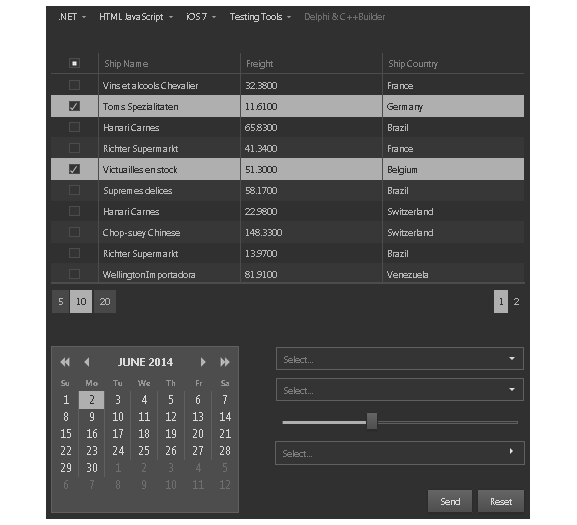 .NET HTML JavaScript iOS 7 Testing Tools Delphi & C++Builder
Ship Name Freight Ship Country
Vins et alcools Chevalier 32.3800 France
Toms Spezialitaten 11.6100 Germany
Hanari Carnes 65.8300 Brazil
Richter Supermarkt 41.3400 France
Victuailles en stock 51.3000 Belgium
Supremes delices 58.1700 Brazil
Hanari Carnes 22.9800 Switzerland
Chop-suey Chinese 148.3300 Switzerland
Richter Supermarkt 13.9700 Brazil
Wellington Importadora 81.9100 Venezuela
5 10 20 1 2
JUNE 2014
Su Mo Tu We Th Fr Sa
1 2 3 4 5 6 7
8 9 10 11 12 13 14
15 16 17 18 19 20 21
22 23 24 25 26 27 28
29 30 1 2 3 4 5
6 7 8 9 10 11 12
Select...
Select...
Select...
Send Reset